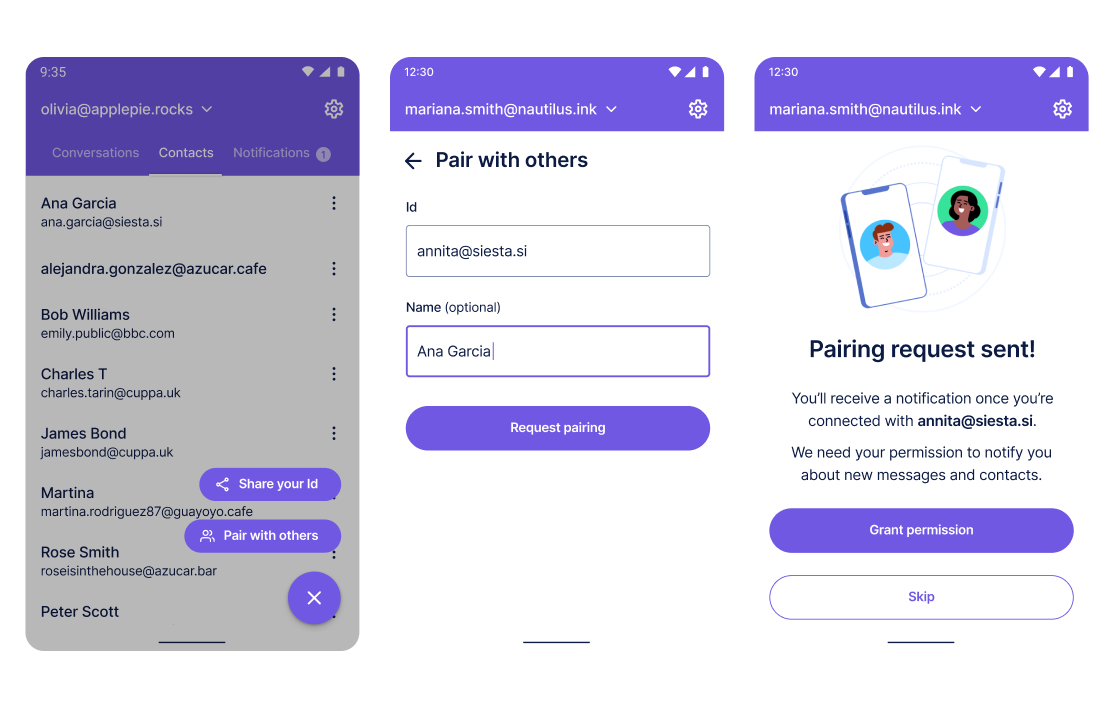 9:35
olivia@applepie.rocks
Conversations Contacts Notifications 1
Ana Garcia
ana.garcia@siesta.si
alejandra.gonzalez@azucar.cafe
Bob Williams
emily.public@bbc.com
Charles T
charles.tarin@cuppa.uk
James Bond
jamesbond@cuppa.uk
Share your Id
Martina
martina.rodriguez87@guayoyo.cafe
Pair with others
Rose Smith
roseisinthehouse@azucar.bar
Peter Scott
12:30
mariana.smith@nautilus.ink
Pair with others
Id
annita@siesta.si
Name (optional)
Ana Garcia
Request pairing
12:30
mariana.smith@nautilus.ink
Pairing request sent!
You’ll receive a notification once you’re
connected with annita@siesta.si.
We need your permission to notify you
about new messages and contacts.
Grant permission
Skip